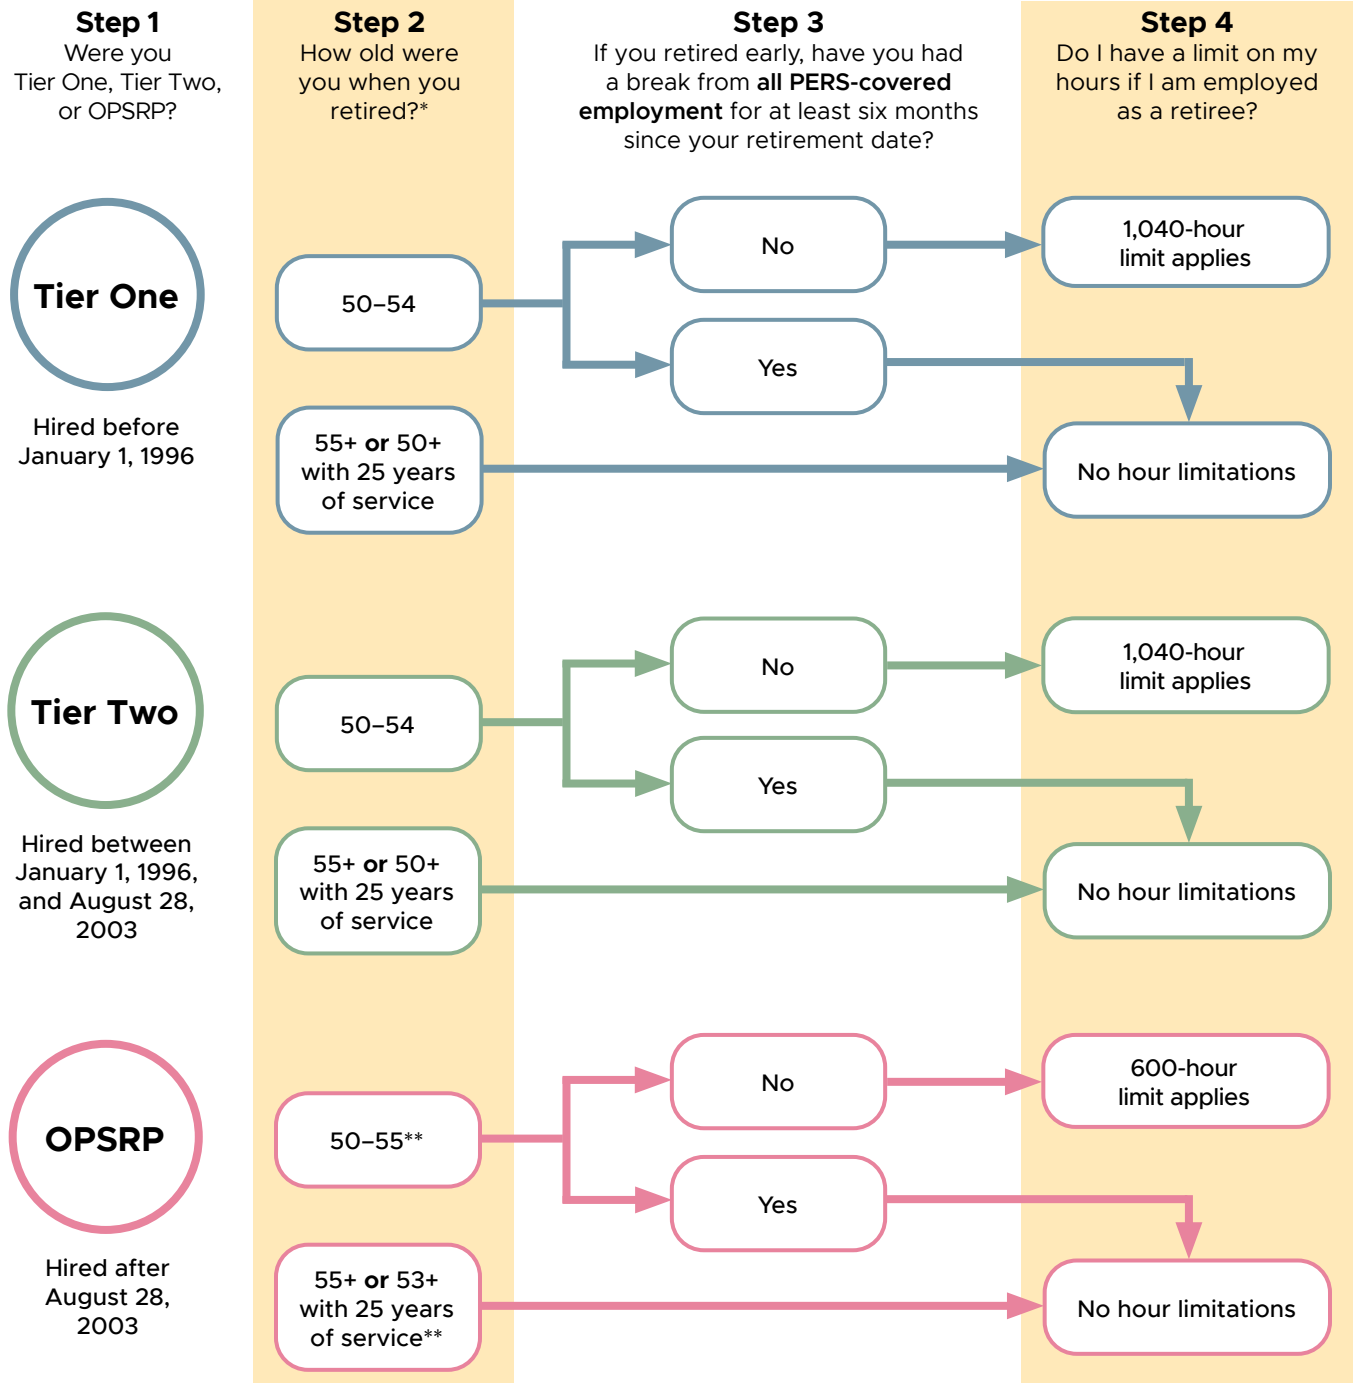 Step 1
Were you
Tier One, Tier Two,
or OPSRP?
Step 2
How old were
you when you
retired?*
Step 3
If you retired early, have you had
a break from all PERS-covered
employment for at least six months
since your retirement date?
Step 4
Do I have a limit on my
hours if I am employed
as a retiree?
Tier One
Hired before
January 1, 1996
50–54
No
1,040-hour
limit applies
Yes
55+ or 50+
with 25 years
of service
No hour limitations
Tier Two
Hired between
January 1, 1996,
and August 28,
2003
50–54
No
1,040-hour
limit applies
Yes
55+ or 50+
with 25 years
of service
No hour limitations
OPSRP
Hired after
August 28,
2003
50–55**
No
600-hour
limit applies
Yes
55+ or 53+
with 25 years
of service**
No hour limitations